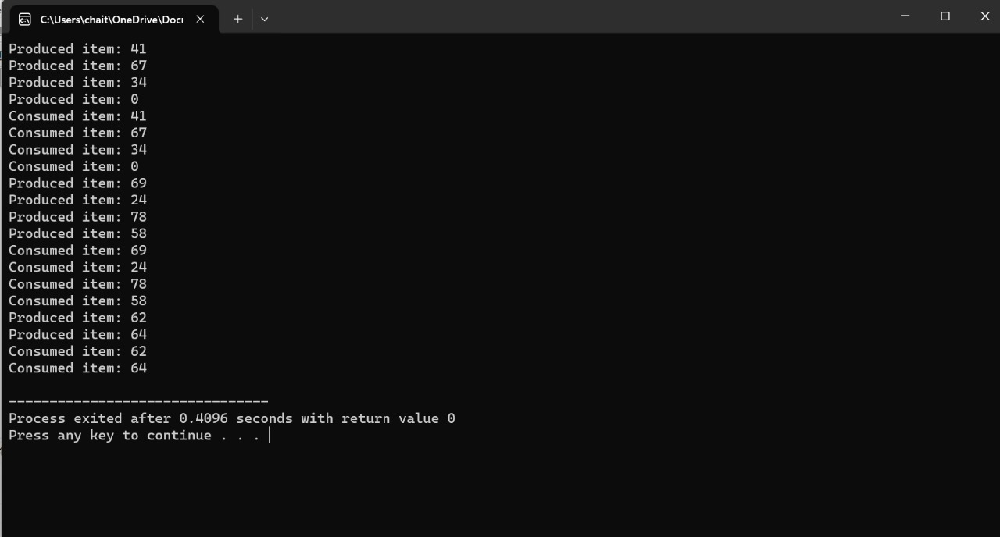 C:\Users\chait\OneDrive\Docu
Produced item: 41
Produced item: 67
Produced item: 34
Produced item: 0
Consumed item: 41
Consumed item: 67
Consumed item: 34
Consumed item: 0
Produced item: 69
Produced item: 24
Produced item: 78
Produced item: 58
Consumed item: 69
Consumed item: 24
Consumed item: 78
Consumed item: 58
Produced item: 62
Produced item: 64
Consumed item: 62
Consumed item: 64
--------------------------------
Process exited after 0.4096 seconds with return value 0
Press any key to continue . . .